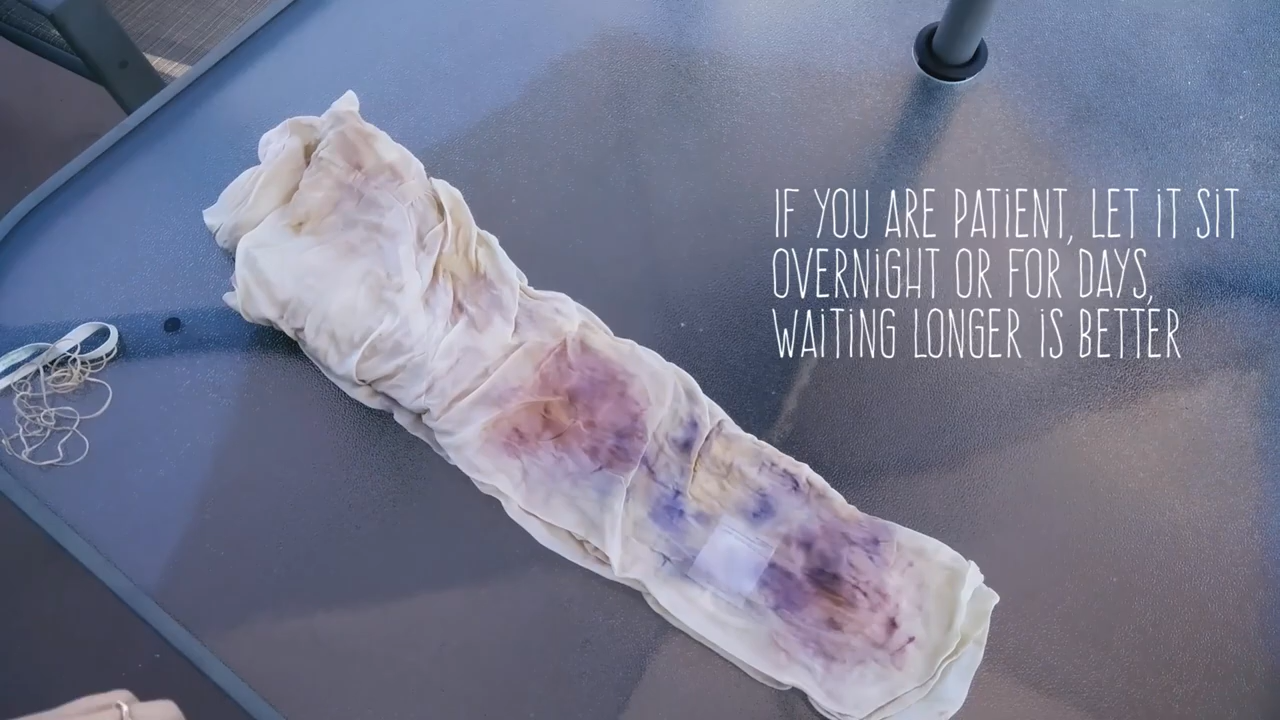 IF YOU ARE PATIENT, LET IT SIT
OVERNIGHT OR FOR DAYS,
WAITING LONGER IS BETTER